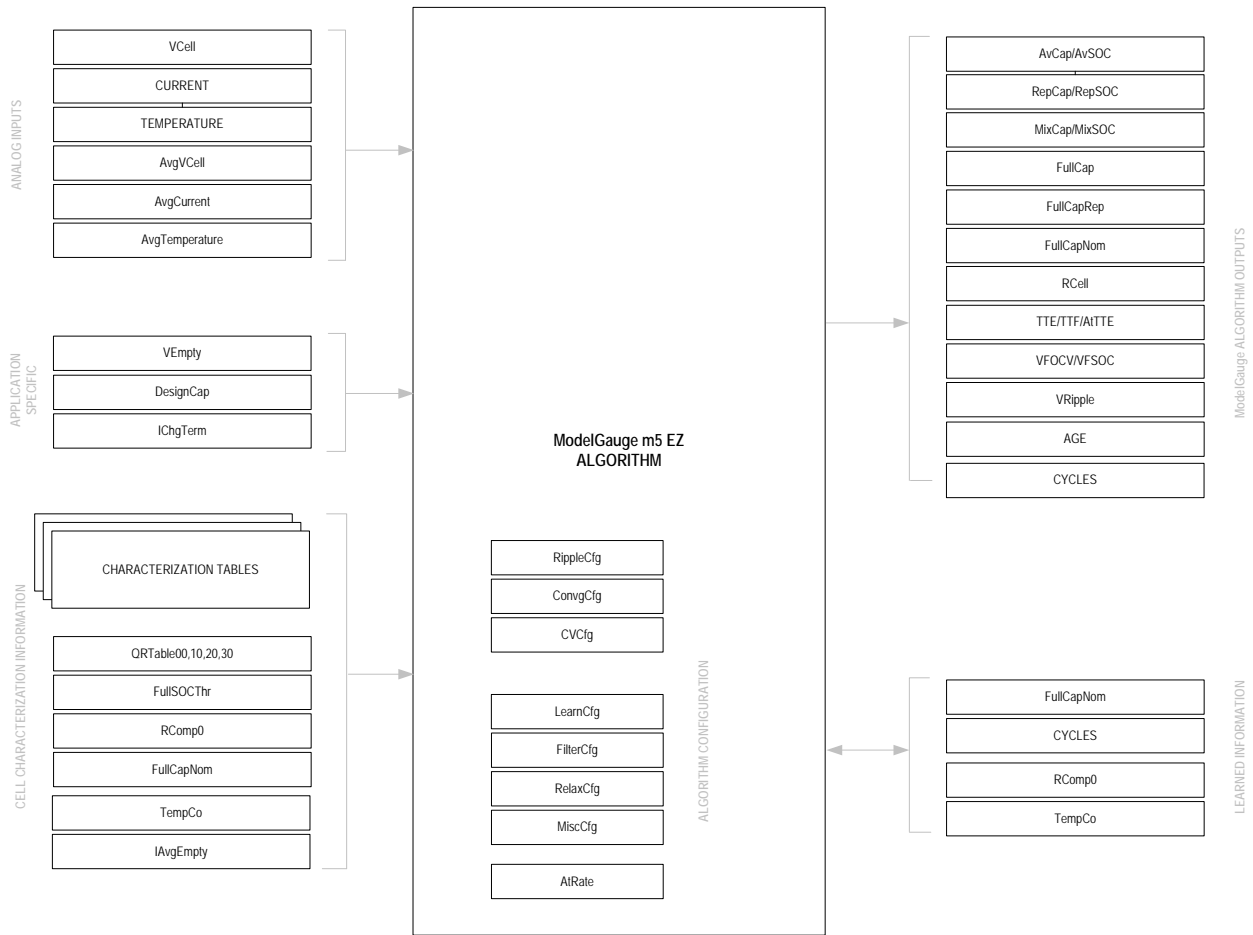 ANALOG INPUTS
VCell
CURRENT
TEMPERATURE
AvgVCell
AvgCurrent
AvgTemperature
APPLICATION
SPECIFIC
VEmpty
DesignCap
IChgTerm
CELL CHARACTERIZATION INFORMATION
CHARACTERIZATION TABLES
QRTable00,10,20,30
FullSOCThr
RComp0
FullCapNom
TempCo
IAvgEmpty
ModelGauge m5 EZ
ALGORITHM
RippleCfg
ConvgCfg
CVCfg
LearnCfg
FilterCfg
RelaxCfg
MiscCfg
AtRate
ALGORITHM CONFIGURATION
AvCap/AvSOC
RepCap/RepSOC
MixCap/MixSOC
FullCap
FullCapRep
FullCapNom
RCell
TTE/TTF/AtTTE
VFOCV/VFSOC
VRipple
AGE
CYCLES
ModelGauge ALGORITHM OUTPUTS
FullCapNom
CYCLES
RComp0
TempCo
LEARNED INFORMATION